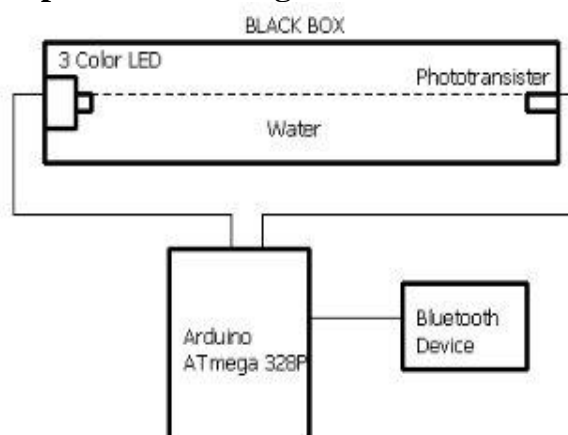 BLACK BOX
3 Color LED
Phototransister
Water
Arduino
ATmega 328P
Bluetooth
Device